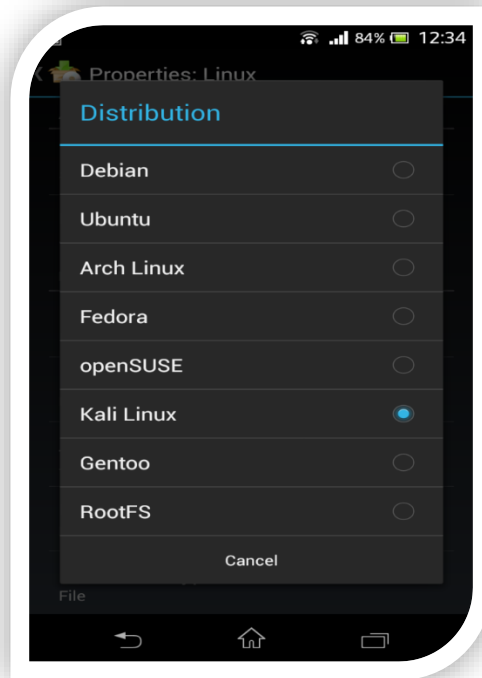 84% 12:34
Properties: Linux
Distribution
Debian
Ubuntu
Arch Linux
Fedora
openSUSE
Kali Linux
Gentoo
RootFS
Cancel
File